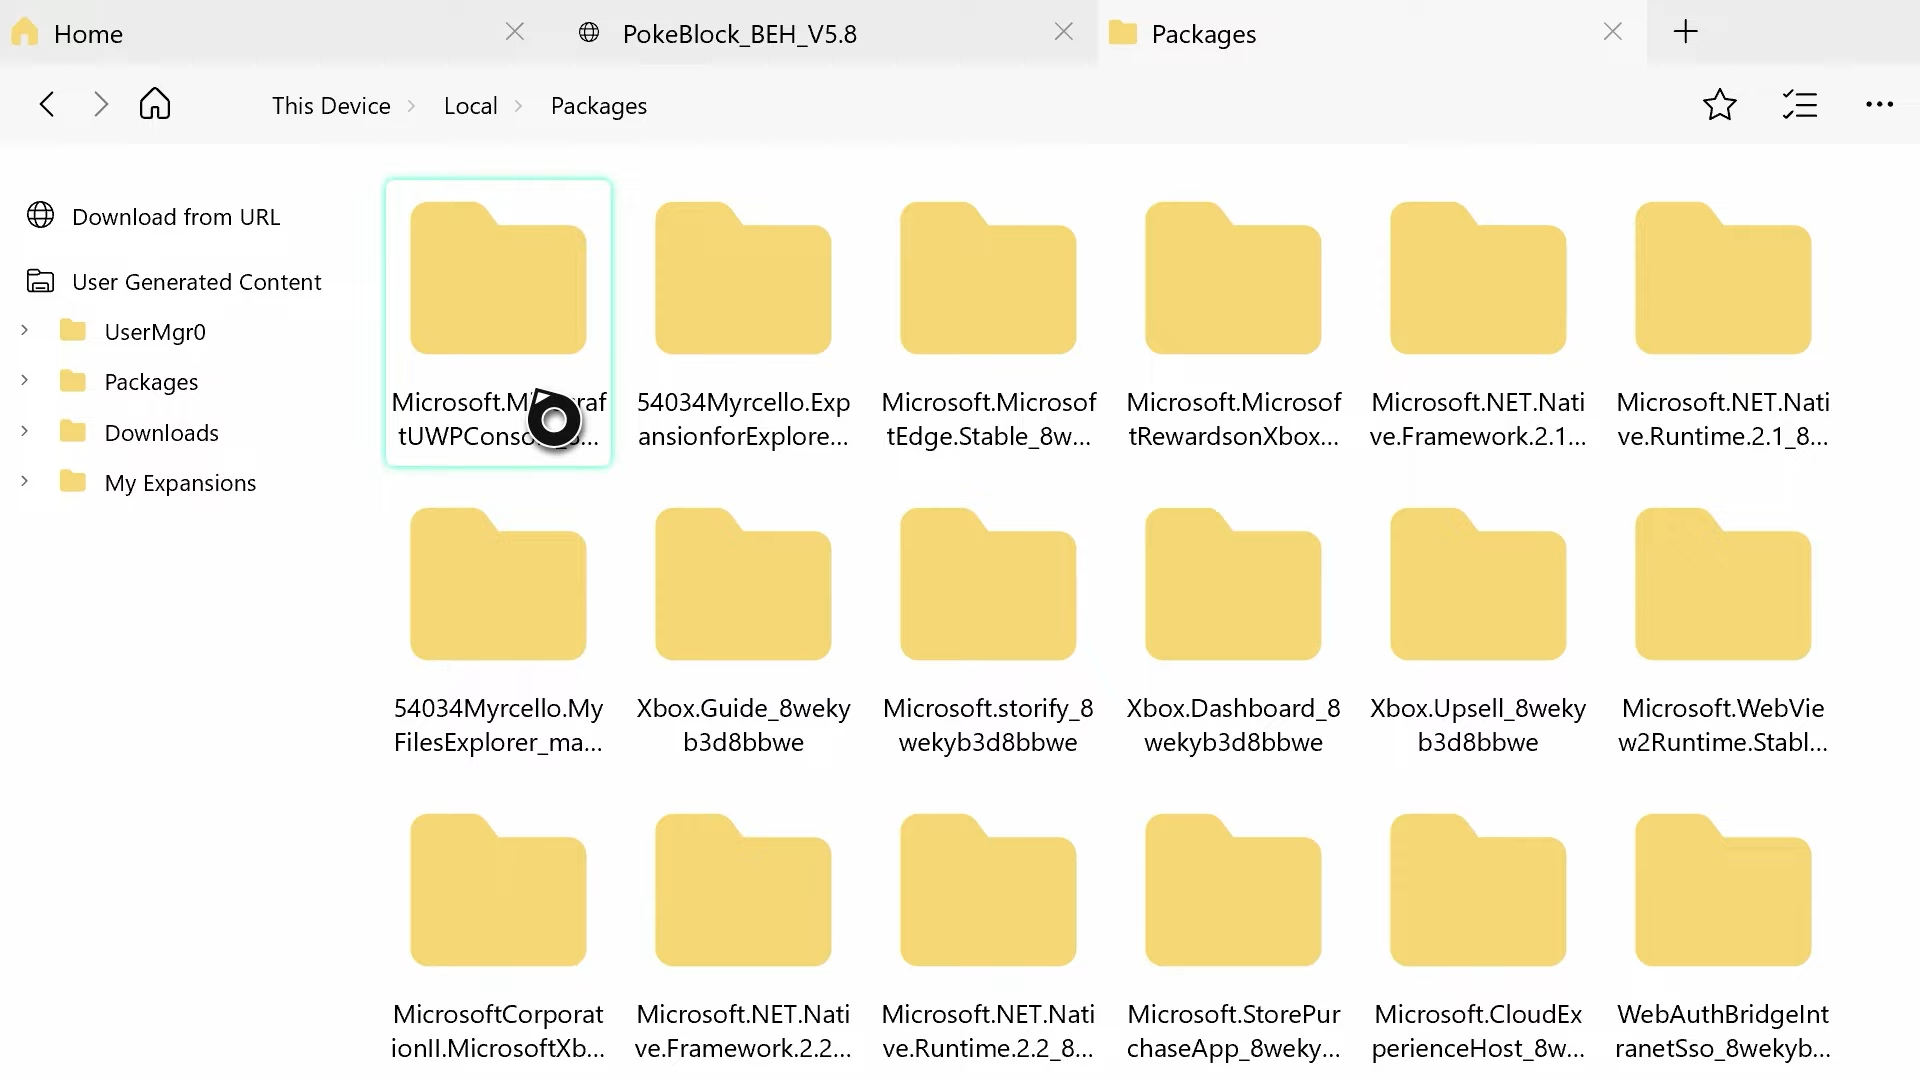 Home
PokeBlock_BEH_V5.8
Packages
This Device
Local
Packages
Download from URL
User Generated Content
UserMgr0
Packages
Downloads
My Expansions
54034Myrcello.Exp
ansionforExplore...
Microsoft.Microsof
tEdge.Stable_8w...
Microsoft.Microsof
tRewardsonXbox...
Microsoft.NET.Nati
ve.Framework.2.1...
Microsoft.NET.Nati
ve.Runtime.2.1_8...
54034Myrcello.My
FilesExplorer_ma...
Xbox.Guide_8weky
b3d8bbwe
Microsoft.storify_8
wekyb3d8bbwe
Xbox.Dashboard_8
wekyb3d8bbwe
Xbox.Upsell_8weky
b3d8bbwe
Microsoft.WebVie
w2Runtime.Stabl...
MicrosoftCorporat
ionII.MicrosoftXb...
Microsoft.NET.Nati
ve.Framework.2.2...
Microsoft.NET.Nati
ve.Runtime.2.2_8...
Microsoft.StorePur
chaseApp_8weky...
Microsoft.CloudEx
perienceHost_8w...
WebAuthBridgeInt
ranetSso_8wekyb...